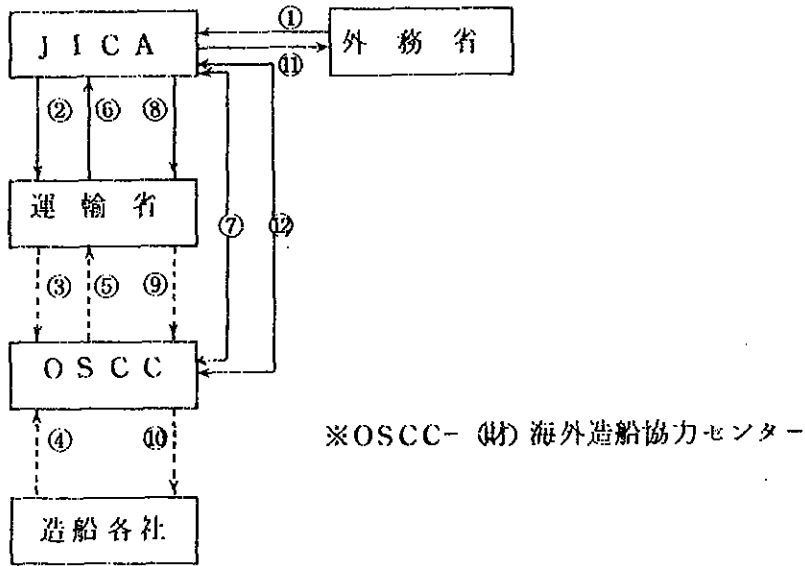 ①
JICA
外務省
⑪
② ⑥ ⑧
運輸省
⑦ ⑫
③ ⑤ ⑨
OSCC
④ ⑩
※OSCC- (財) 海外造船協力センター
造船各社